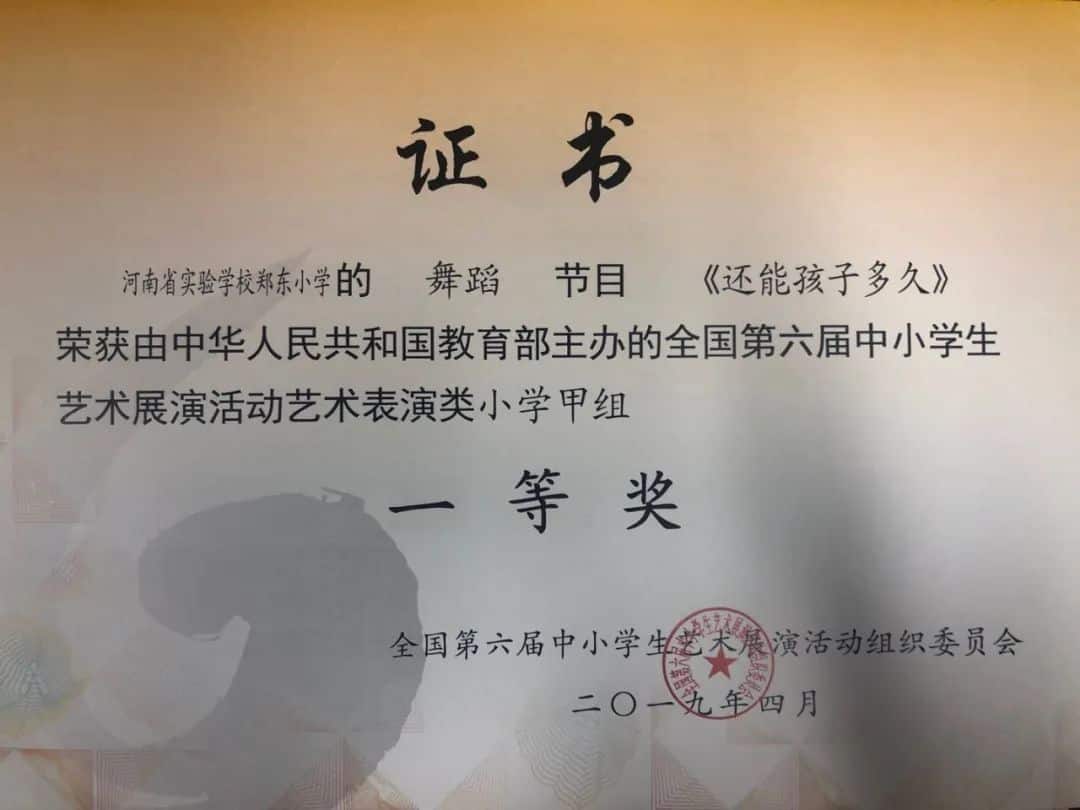 证书
河南省实验学校郑东小学的 舞蹈 节目 《还能孩子多久》
荣获由中华人民共和国教育部主办的全国第六届中小学生
艺术展演活动艺术表演类小学甲组
一等奖
全国第六届中小学生艺术展演活动组织委员会
二〇一九年四月